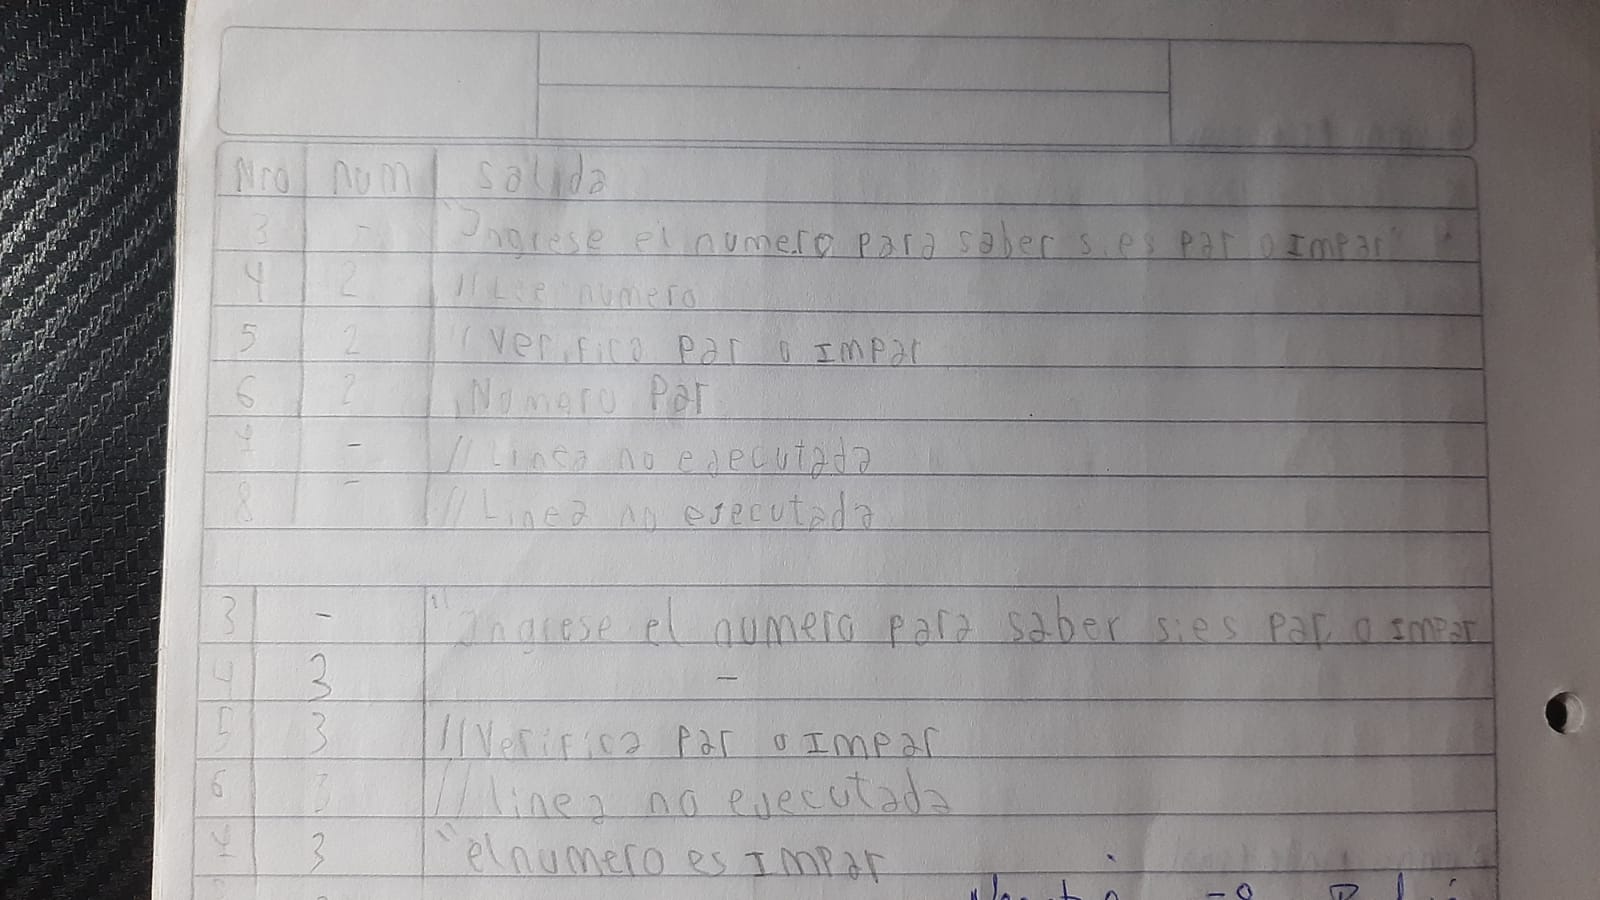 Nro num salida
3 - "Ingrese el numero para saber si es par o Impar"
4 2 // Lee numero
5 2 // Verifico Par o Impar
6 2 Numero Par
7 - // Linea no ejecutada
8 - // Linea no ejecutada
3 - "Ingrese el numero para saber si es par o impar
4 3 -
5 3 // Verifica Par o Impar
6 3 // linea no ejecutada
7 3 "el numero es Impar